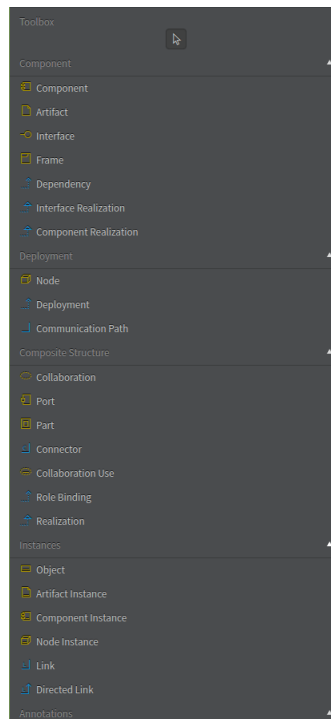 Toolbox
Component
Component
Artifact
Interface
Frame
Dependency
Interface Realization
Component Realization
Deployment
Node
Deployment
Communication Path
Composite Structure
Collaboration
Port
Part
Connector
Collaboration Use
Role Binding
Realization
Instances
Object
Artifact Instance
Component Instance
Node Instance
Link
Directed Link
Annotations